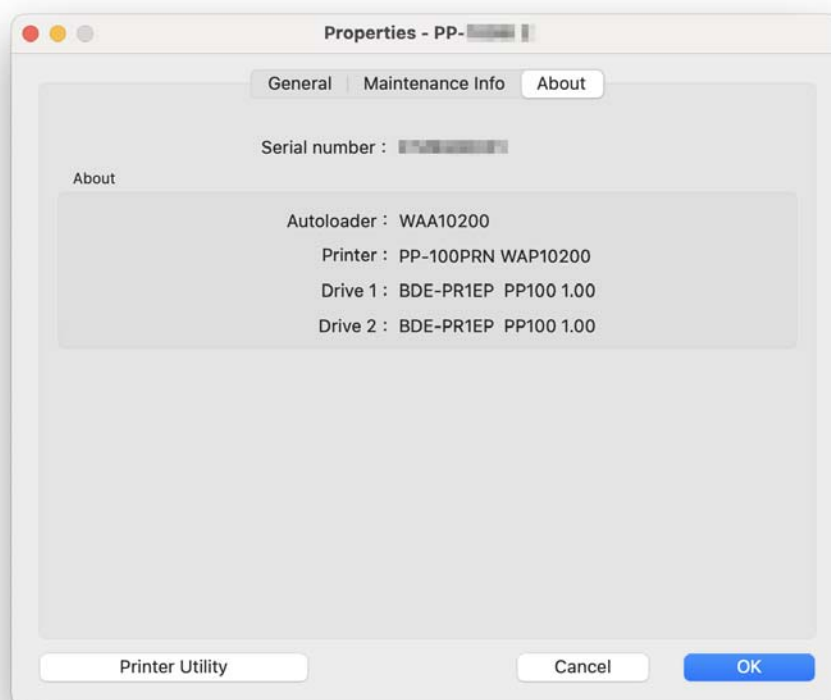 Properties - PP-
General Maintenance Info About
Serial number :
About
Autoloader : WAA10200
Printer : PP-100PRN WAP10200
Drive 1 : BDE-PR1EP PP100 1.00
Drive 2 : BDE-PR1EP PP100 1.00
Printer Utility Cancel OK